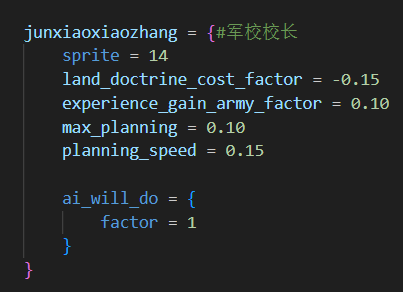 junxiaoxiaozhang = {#军校校长
sprite = 14
land_doctrine_cost_factor = -0.15
experience_gain_army_factor = 0.10
max_planning = 0.10
planning_speed = 0.15
ai_will_do = {
factor = 1
}
}